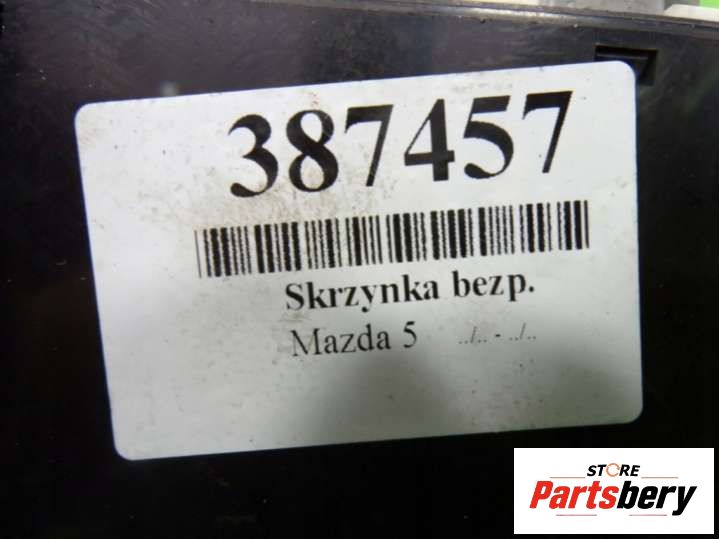 387457
Skrzynka bezp.
Mazda 5 ../.. - ../..
STORE
Partsbery